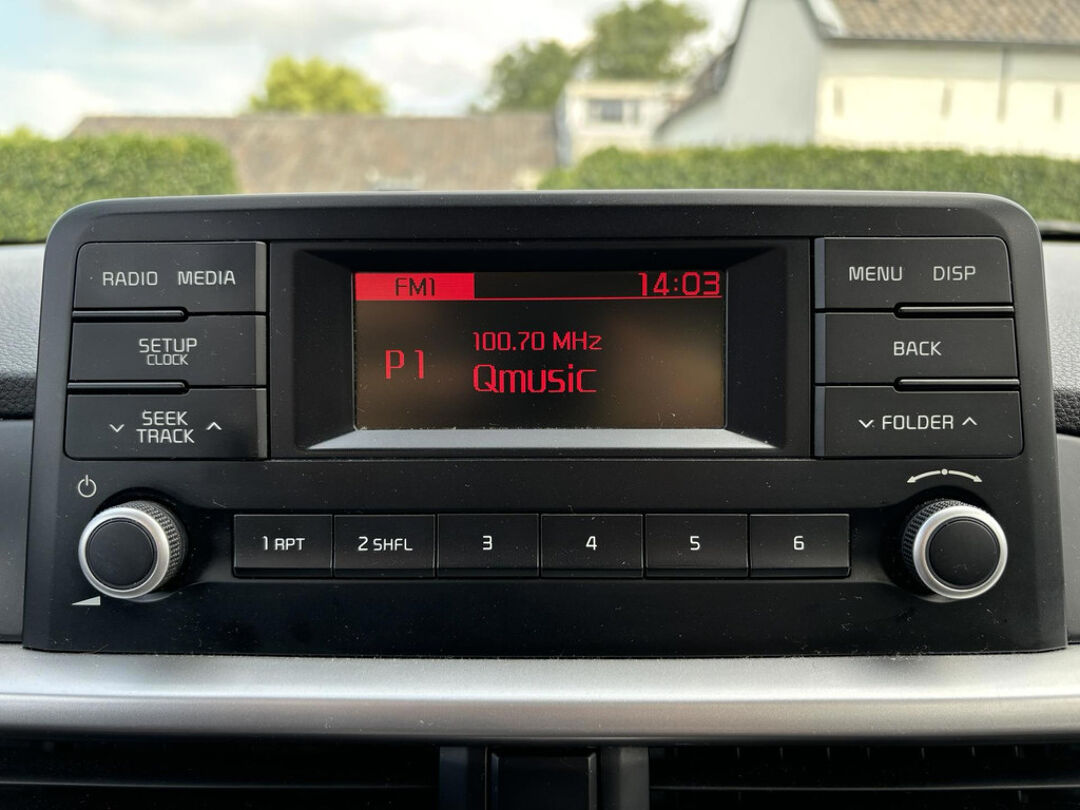 RADIO MEDIA
SETUP
CLOCK
SEEK
TRACK
FM1 14:03
P1
100.70 MHz
Qmusic
MENU DISP
BACK
FOLDER
1 RPT
2 SHFL
3
4
5
6